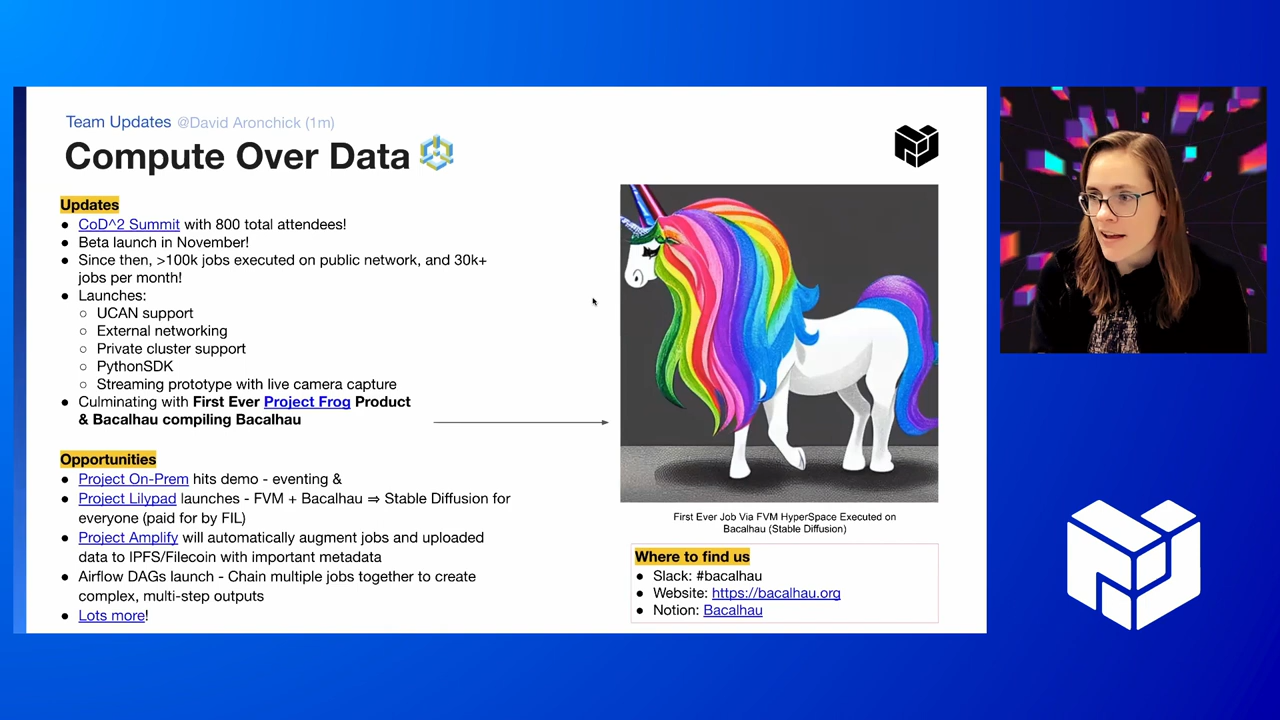 Team Updates @David Aronchick (1m)
Compute Over Data
Updates
● CoD^2 Summit with 800 total attendees!
● Beta launch in November!
● Since then, >100k jobs executed on public network, and 30k+
jobs per month!
● Launches:
○ UCAN support
○ External networking
○ Private cluster support
○ PythonSDK
○ Streaming prototype with live camera capture
● Culminating with First Ever Project Frog Product
& Bacalhau compiling Bacalhau
Opportunities
● Project On-Prem hits demo - eventing &
● Project Lilypad launches - FVM + Bacalhau ⇒ Stable Diffusion for
everyone (paid for by FIL)
● Project Amplify will automatically augment jobs and uploaded
data to IPFS/Filecoin with important metadata
● Airflow DAGs launch - Chain multiple jobs together to create
complex, multi-step outputs
● Lots more!
First Ever Job Via FVM HyperSpace Executed on
Bacalhau (Stable Diffusion)
Where to find us
● Slack: #bacalhau
● Website: https://bacalhau.org
● Notion: Bacalhau